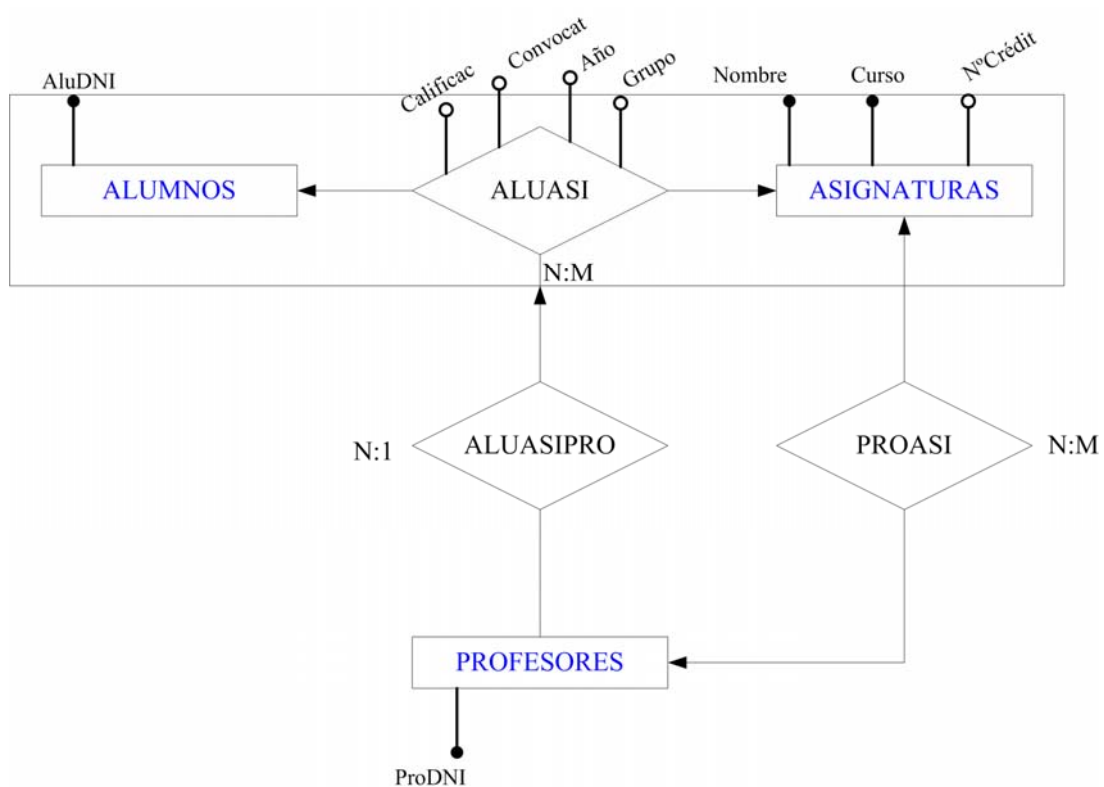 AluDNI
Calificac
Convocat
Año
Grupo
Nombre
Curso
NºCrédit
ALUMNOS
ALUASI
ASIGNATURAS
N:M
N:1
ALUASIPRO
PROASI
N:M
PROFESORES
ProDNI